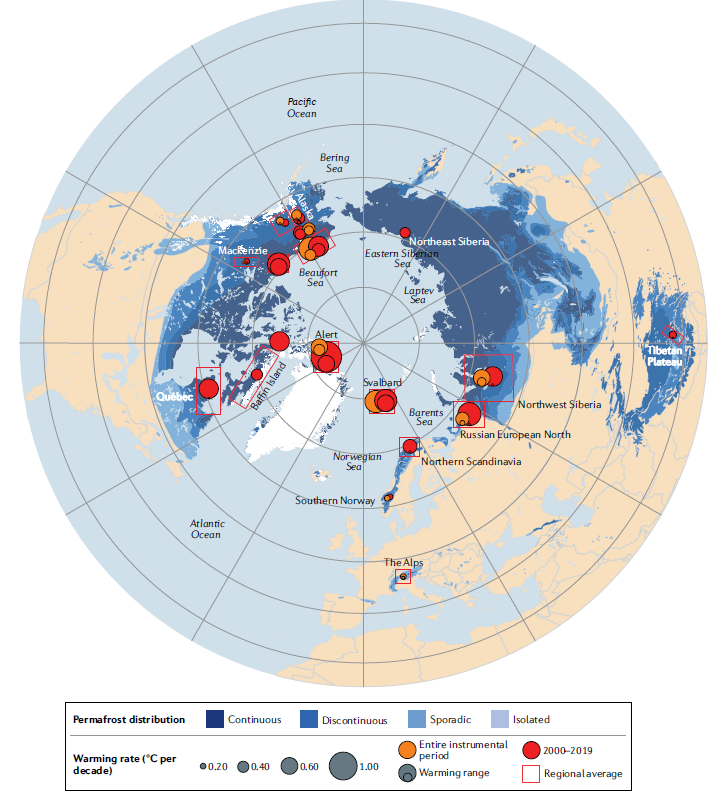 Pacific
Ocean
Bering
Sea
Alaska
Mackenzie
Northeast Siberia
Eastern Siberian
Sea
Beaufort
Sea
Laptev
Sea
Alert
Tibetan
Plateau
Baffin Island
Svalbard
Québec
Barents
Sea
Northwest Siberia
Russian European North
Norwegian
Sea
Northern Scandinavia
Southern Norway
Atlantic
Ocean
The Alps
Permafrost distribution
Continuous
Discontinuous
Sporadic
Isolated
Warming rate (°C per
decade)
0.20
0.40
0.60
1.00
Entire instrumental
period
2000–2019
Warming range
Regional average